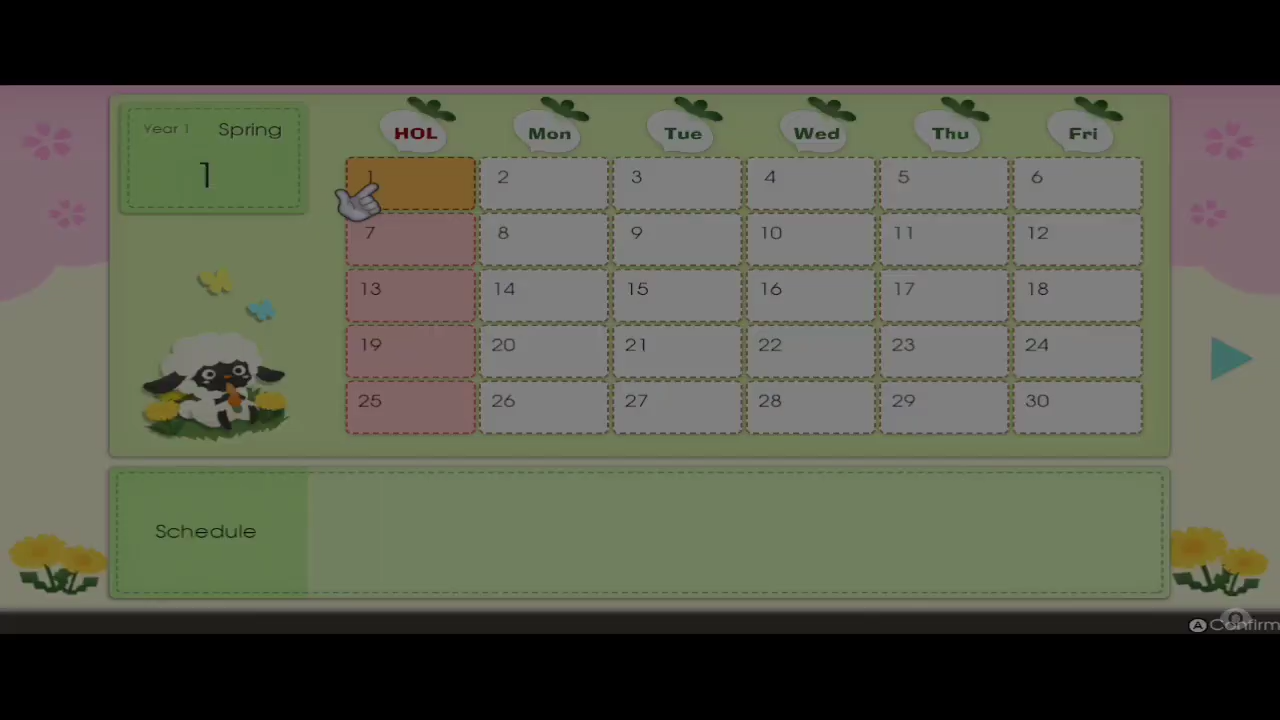 Year 1 Spring
1
HOL Mon Tue Wed Thu Fri
1 2 3 4 5 6
7 8 9 10 11 12
13 14 15 16 17 18
19 20 21 22 23 24
25 26 27 28 29 30
Schedule
A Confirm